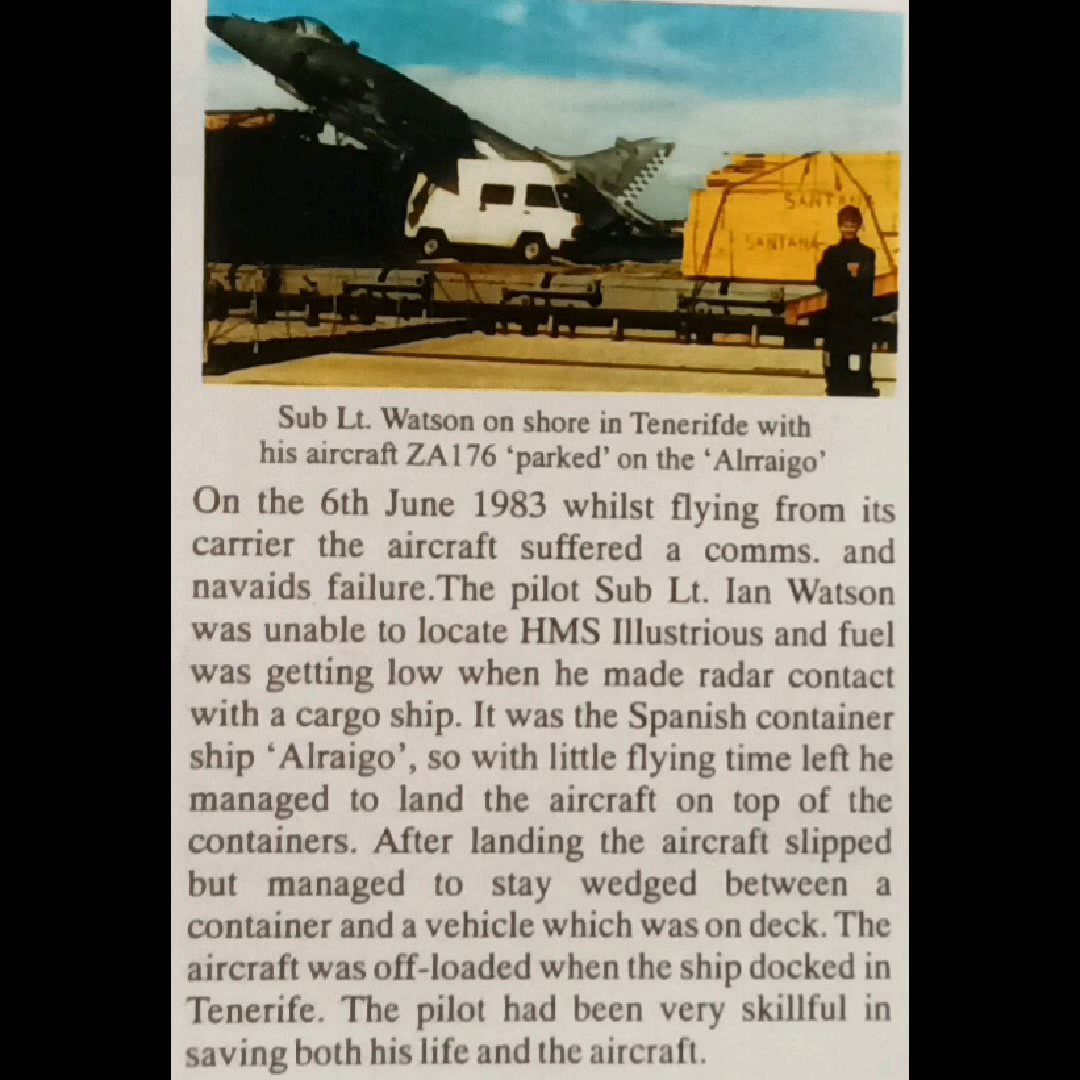 SANTANA
SANTANA
Sub Lt. Watson on shore in Tenerifde with
his aircraft ZA176 ‘parked’ on the ‘Alrraigo’
On the 6th June 1983 whilst flying from its
carrier the aircraft suffered a comms. and
navaids failure.The pilot Sub Lt. Ian Watson
was unable to locate HMS Illustrious and fuel
was getting low when he made radar contact
with a cargo ship. It was the Spanish container
ship ‘Alraigo’, so with little flying time left he
managed to land the aircraft on top of the
containers. After landing the aircraft slipped
but managed to stay wedged between a
container and a vehicle which was on deck. The
aircraft was off-loaded when the ship docked in
Tenerife. The pilot had been very skillful in
saving both his life and the aircraft.